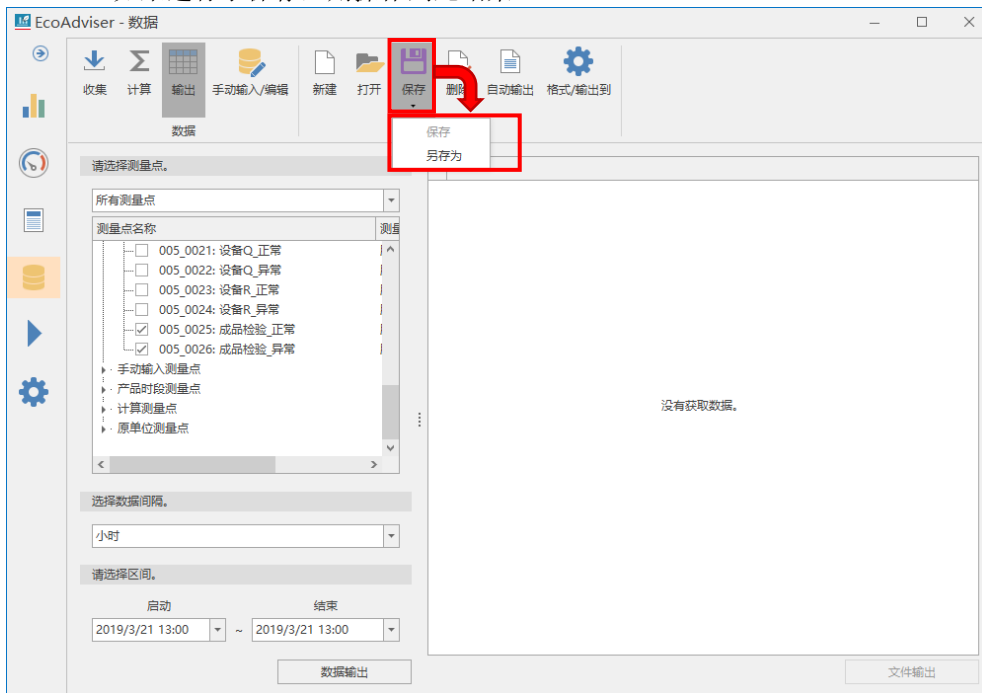 EcoAdviser - 数据
收集 计算 输出 手动输入/编辑 新建 打开 保存 删除 自动输出 格式/输出到
数据
保存
另存为
请选择测量点。
所有测量点
测量点名称
005_0021: 设备Q_正常
005_0022: 设备Q_异常
005_0023: 设备R_正常
005_0024: 设备R_异常
005_0025: 成品检验_正常
005_0026: 成品检验_异常
手动输入测量点
产品时段测量点
计算测量点
原单位测量点
没有获取数据。
选择数据间隔。
小时
请选择区间。
启动 结束
2019/3/21 13:00 ~ 2019/3/21 13:00
数据输出 文件输出